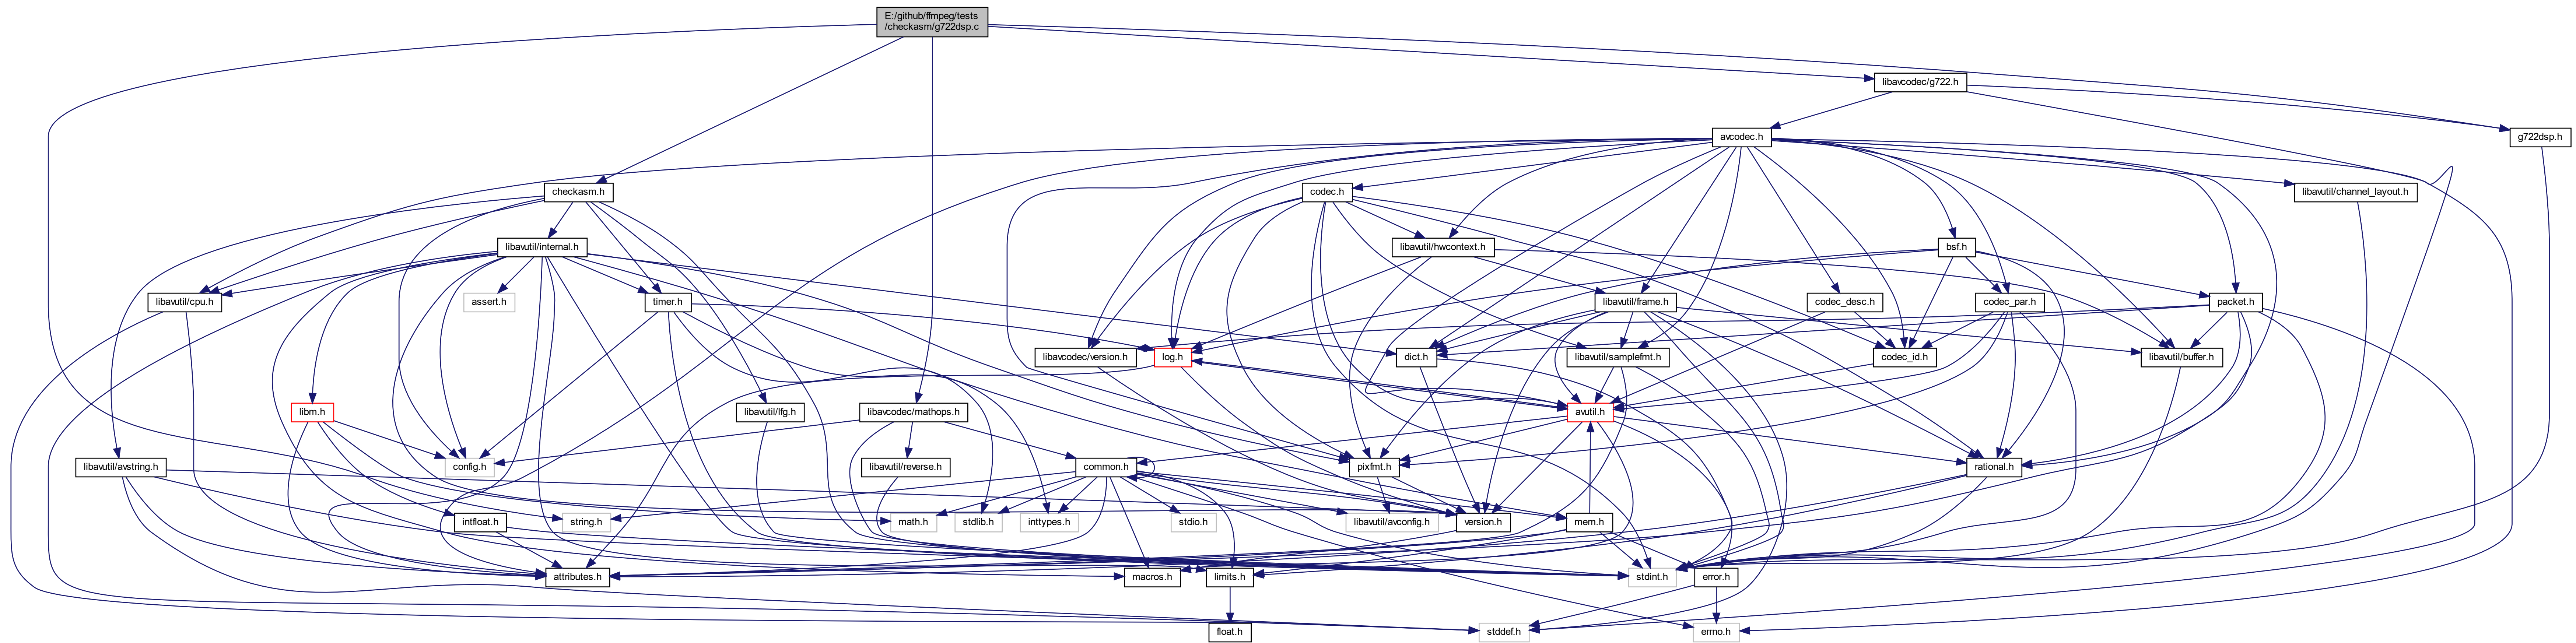 E:/github/ffmpeg/tests
/checkasm/g722dsp.c
libavcodec/g722.h
avcodec.h
g722dsp.h
checkasm.h
codec.h
libavutil/channel_layout.h
libavutil/internal.h
libavutil/hwcontext.h
bsf.h
libavutil/cpu.h
assert.h
timer.h
libavutil/frame.h
codec_desc.h
codec_par.h
packet.h
libavcodec/version.h
log.h
dict.h
libavutil/samplefmt.h
codec_id.h
libavutil/buffer.h
libm.h
libavutil/lfg.h
libavcodec/mathops.h
avutil.h
libavutil/avstring.h
config.h
libavutil/reverse.h
common.h
pixfmt.h
rational.h
intfloat.h
string.h
math.h
stdlib.h
inttypes.h
stdio.h
libavutil/avconfig.h
version.h
mem.h
attributes.h
macros.h
limits.h
stdint.h
error.h
float.h
stddef.h
errno.h